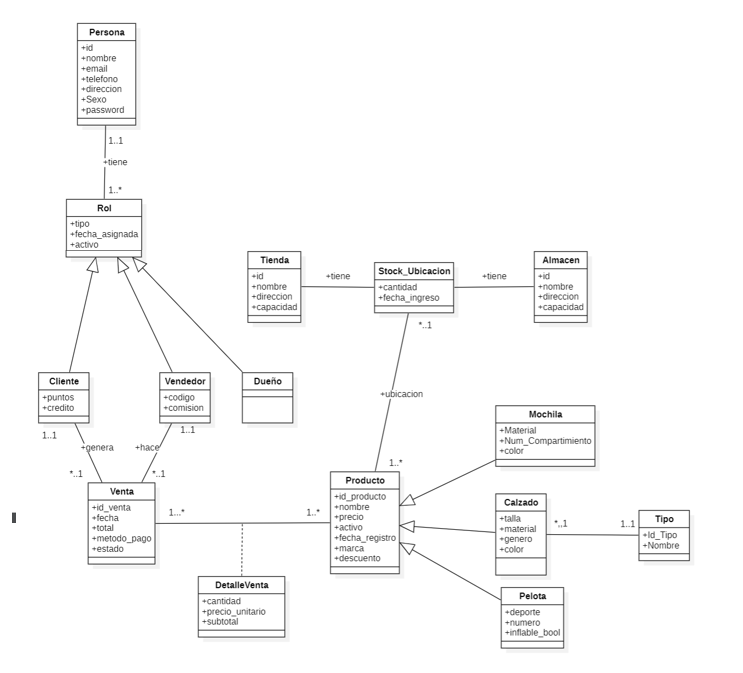 Persona
+id
+nombre
+email
+telefono
+direccion
+Sexo
+password
1..1
+tiene
1..*
Rol
+tipo
+fecha_asignada
+activo
Tienda
+id
+nombre
+direccion
+capacidad
+tiene
Stock_Ubicacion
+cantidad
+fecha_ingreso
+tiene
Almacen
+id
+nombre
+direccion
+capacidad
*..1
+ubicacion
1..*
Cliente
+puntos
+credito
Vendedor
+codigo
+comision
Dueño
1..1
+genera
*..1
1..1
+hace
*..1
Venta
+id_venta
+fecha
+total
+metodo_pago
+estado
1...*
1..*
DetalleVenta
+cantidad
+precio_unitario
+subtotal
Producto
+id_producto
+nombre
+precio
+activo
+fecha_registro
+marca
+descuento
Mochila
+Material
+Num_Compartimiento
+color
Calzado
+talla
+material
+genero
+color
*..1
1..1
Tipo
+Id_Tipo
+Nombre
Pelota
+deporte
+numero
+inflable_bool